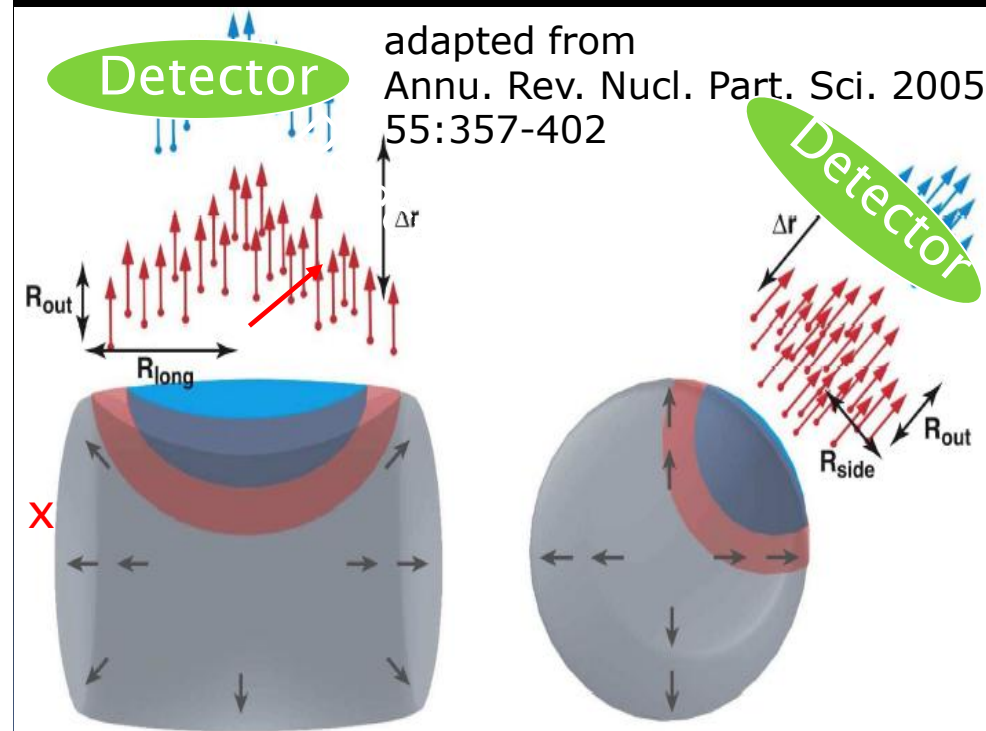 Detector
adapted from
Annu. Rev. Nucl. Part. Sci. 2005
55:357-402
Detector
Δr
Δr
Rout
Rlong
Rout
Rside
x